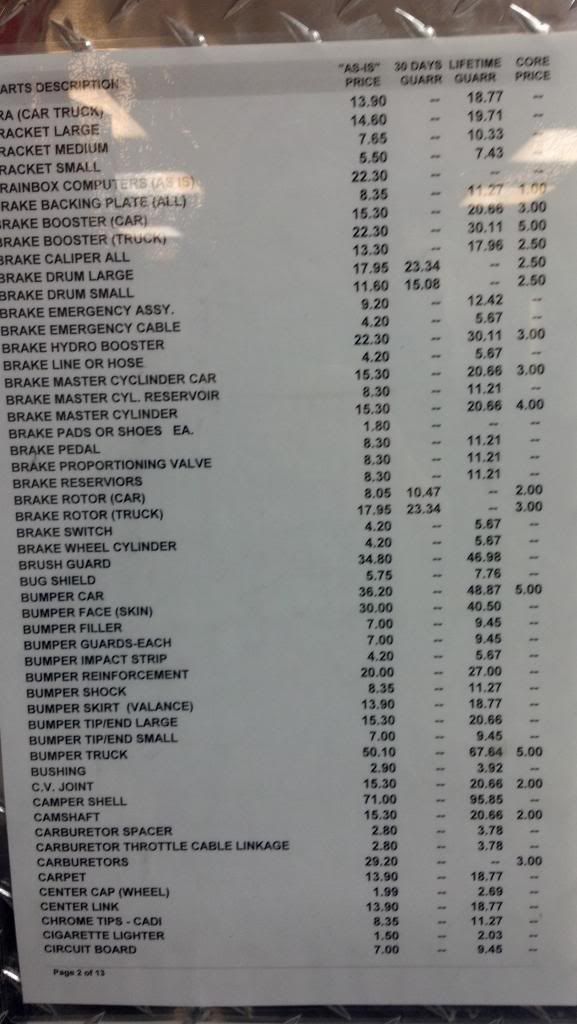 ARTS DESCRIPTION "AS-IS" PRICE 30 DAYS GUARR LIFETIME GUARR CORE PRICE
RA (CAR TRUCK) 13.90 -- 18.77 --
RACKET LARGE 14.60 -- 19.71 --
RACKET MEDIUM 7.65 -- 10.33 --
RACKET SMALL 5.50 -- 7.43 --
RAINBOX COMPUTERS (AS IS) 22.30 -- -- --
RAKE BACKING PLATE (ALL) 8.35 -- 11.27 1.00
BRAKE BOOSTER (CAR) 15.30 -- 20.66 3.00
BRAKE BOOSTER (TRUCK) 22.30 -- 30.11 5.00
BRAKE CALIPER ALL 13.30 -- 17.96 2.50
BRAKE DRUM LARGE 17.95 23.34 -- 2.50
BRAKE DRUM SMALL 11.60 15.08 -- 2.50
BRAKE EMERGENCY ASSY. 9.20 -- 12.42 --
BRAKE EMERGENCY CABLE 4.20 -- 5.67 --
BRAKE HYDRO BOOSTER 22.30 -- 30.11 3.00
BRAKE LINE OR HOSE 4.20 -- 5.67 --
BRAKE MASTER CYCLINDER CAR 15.30 -- 20.66 3.00
BRAKE MASTER CYL. RESERVOIR 8.30 -- 11.21 --
BRAKE MASTER CYLINDER 15.30 -- 20.66 4.00
BRAKE PADS OR SHOES EA. 1.80 -- -- --
BRAKE PEDAL 8.30 -- 11.21 --
BRAKE PROPORTIONING VALVE 8.30 -- 11.21 --
BRAKE RESERVIORS 8.30 -- 11.21 --
BRAKE ROTOR (CAR) 8.05 10.47 -- 2.00
BRAKE ROTOR (TRUCK) 17.95 23.34 -- 3.00
BRAKE SWITCH 4.20 -- 5.67 --
BRAKE WHEEL CYLINDER 4.20 -- 5.67 --
BRUSH GUARD 34.80 -- 46.98 --
BUG SHIELD 5.75 -- 7.76 --
BUMPER CAR 36.20 -- 48.87 5.00
BUMPER FACE (SKIN) 30.00 -- 40.50 --
BUMPER FILLER 7.00 -- 9.45 --
BUMPER GUARDS-EACH 7.00 -- 9.45 --
BUMPER IMPACT STRIP 4.20 -- 5.67 --
BUMPER REINFORCEMENT 20.00 -- 27.00 --
BUMPER SHOCK 8.35 -- 11.27 --
BUMPER SKIRT (VALANCE) 13.90 -- 18.77 --
BUMPER TIP/END LARGE 15.30 -- 20.66 --
BUMPER TIP/END SMALL 7.00 -- 9.45 --
BUMPER TRUCK 50.10 -- 67.64 5.00
BUSHING 2.90 -- 3.92 --
C.V. JOINT 15.30 -- 20.66 2.00
CAMPER SHELL 71.00 -- 95.85 --
CAMSHAFT 15.30 -- 20.66 2.00
CARBURETOR SPACER 2.80 -- 3.78 --
CARBURETOR THROTTLE CABLE LINKAGE 2.80 -- 3.78 --
CARBURETORS 29.20 -- -- 3.00
CARPET 13.90 -- 18.77 --
CENTER CAP (WHEEL) 1.99 -- 2.69 --
CENTER LINK 13.90 -- 18.77 --
CHROME TIPS - CADI 8.35 -- 11.27 --
CIGARETTE LIGHTER 1.50 -- 2.03 --
CIRCUIT BOARD 7.00 -- 9.45 --
Page 2 of 13